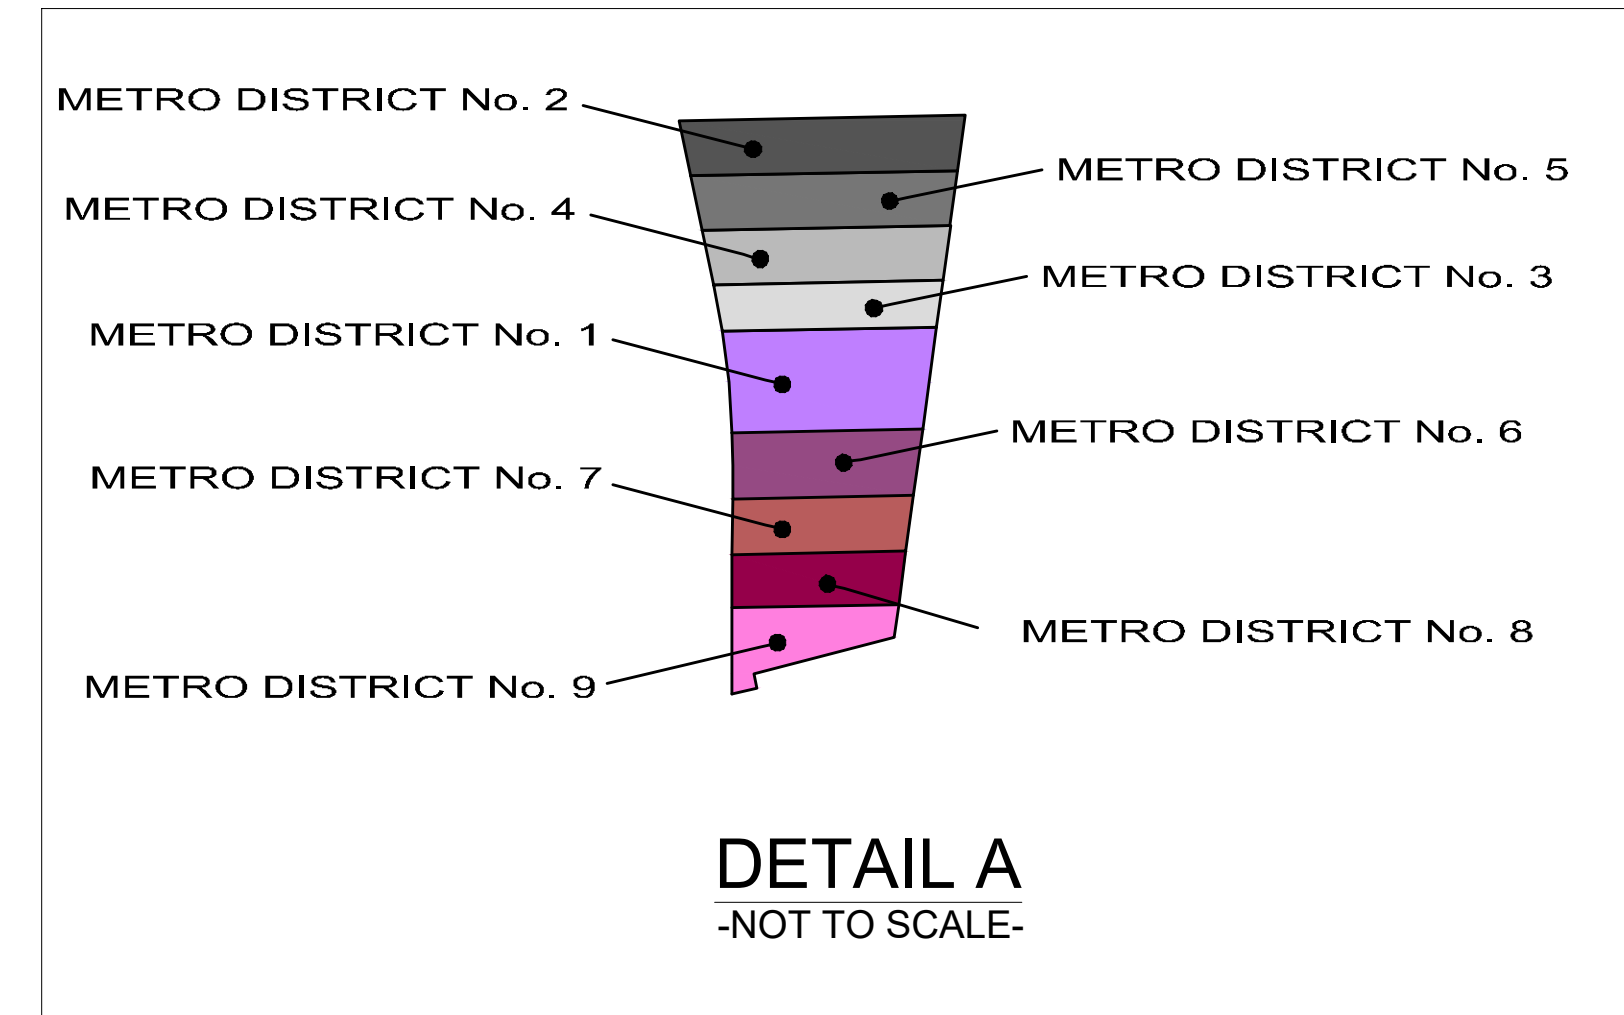 METRO DISTRICT No. 2
METRO DISTRICT No. 5
METRO DISTRICT No. 4
METRO DISTRICT No. 3
METRO DISTRICT No. 1
METRO DISTRICT No. 6
METRO DISTRICT No. 7
METRO DISTRICT No. 8
METRO DISTRICT No. 9
DETAIL A
-NOT TO SCALE-